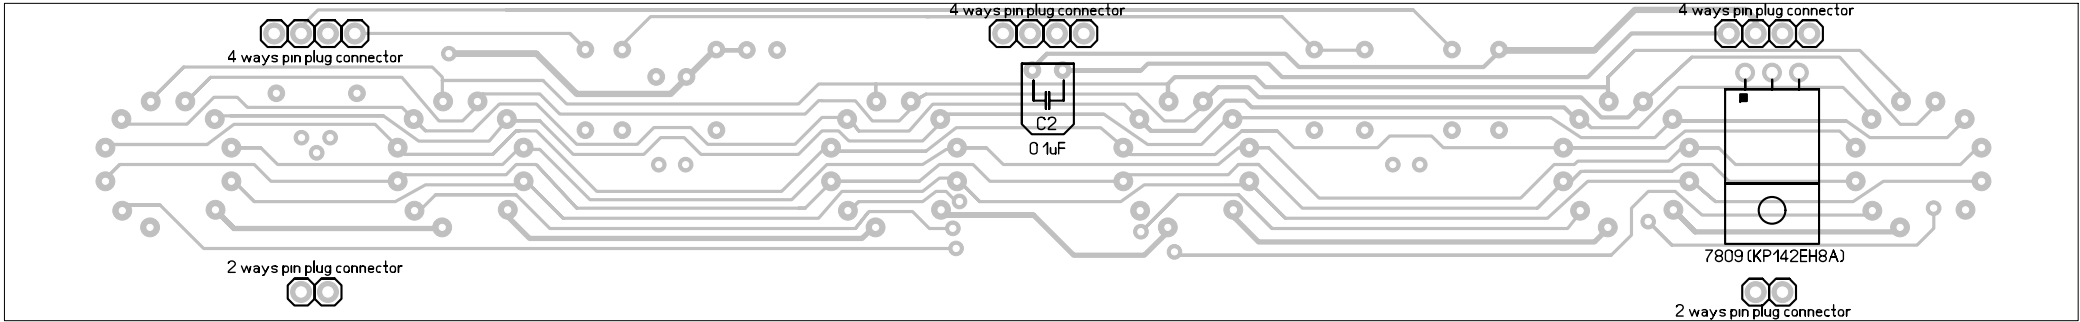 4 ways pin plug connector
4 ways pin plug connector
4 ways pin plug connector
C2
0.1uF
7809 (KP142EH8A)
2 ways pin plug connector
2 ways pin plug connector